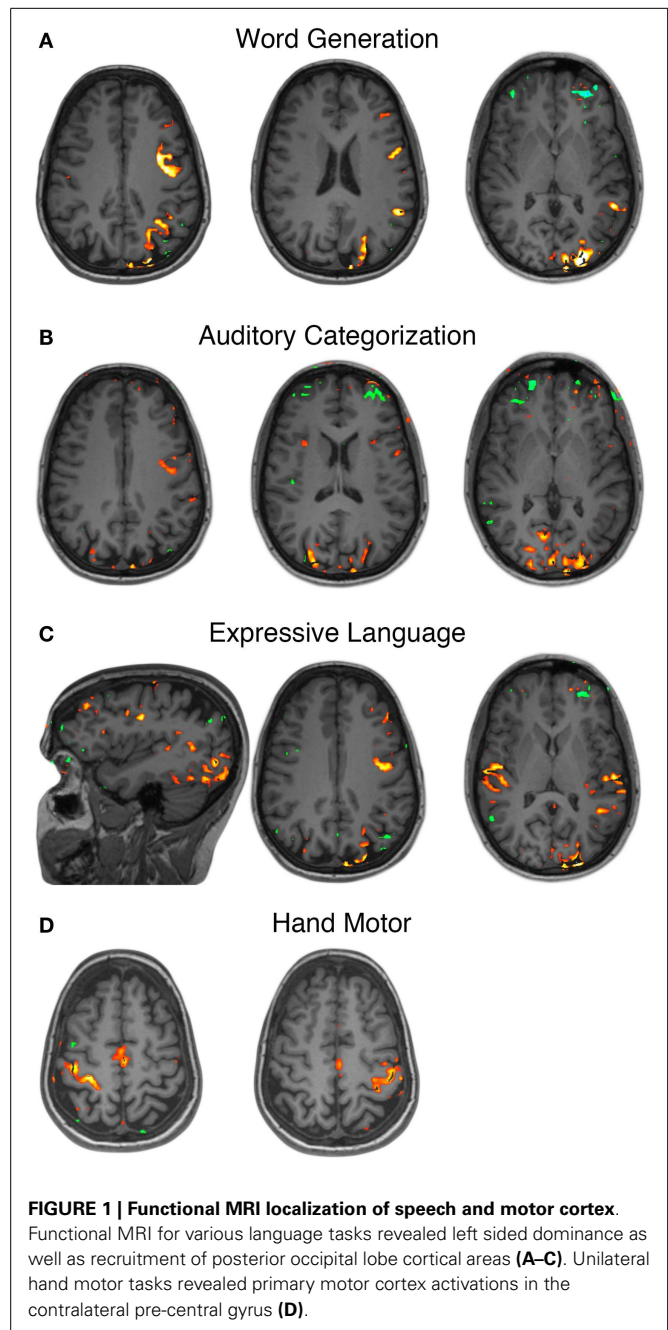 A
Word Generation
B
Auditory Categorization
C
Expressive Language
D
Hand Motor
FIGURE 1 | Functional MRI localization of speech and motor cortex.
Functional MRI for various language tasks revealed left sided dominance as
well as recruitment of posterior occipital lobe cortical areas (A–C). Unilateral
hand motor tasks revealed primary motor cortex activations in the
contralateral pre-central gyrus (D).